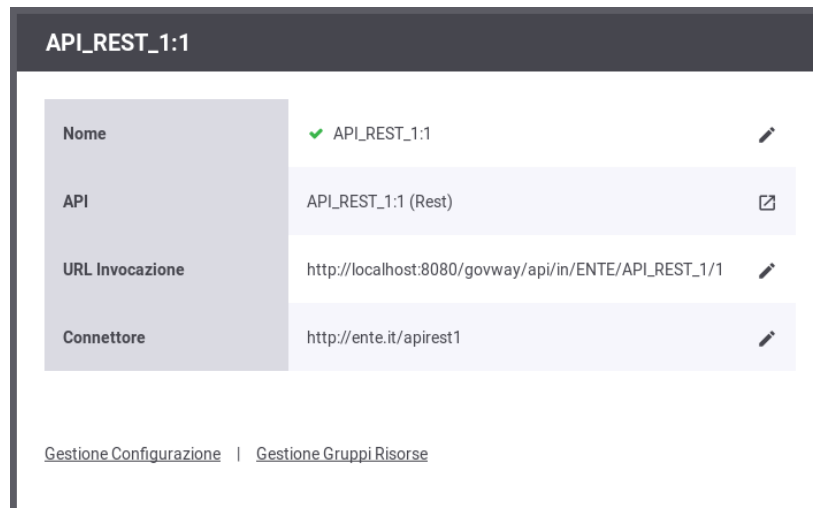 API_REST_1:1
Nome API_REST_1:1
API API_REST_1:1 (Rest)
URL Invocazione http://localhost:8080/govway/api/in/ENTE/API_REST_1/1
Connettore http://ente.it/apirest1
Gestione Configurazione | Gestione Gruppi Risorse